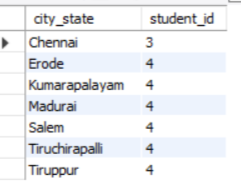 city_state student_id
Chennai 3
Erode 4
Kumarapalayam 4
Madurai 4
Salem 4
Tiruchirapalli 4
Tiruppur 4